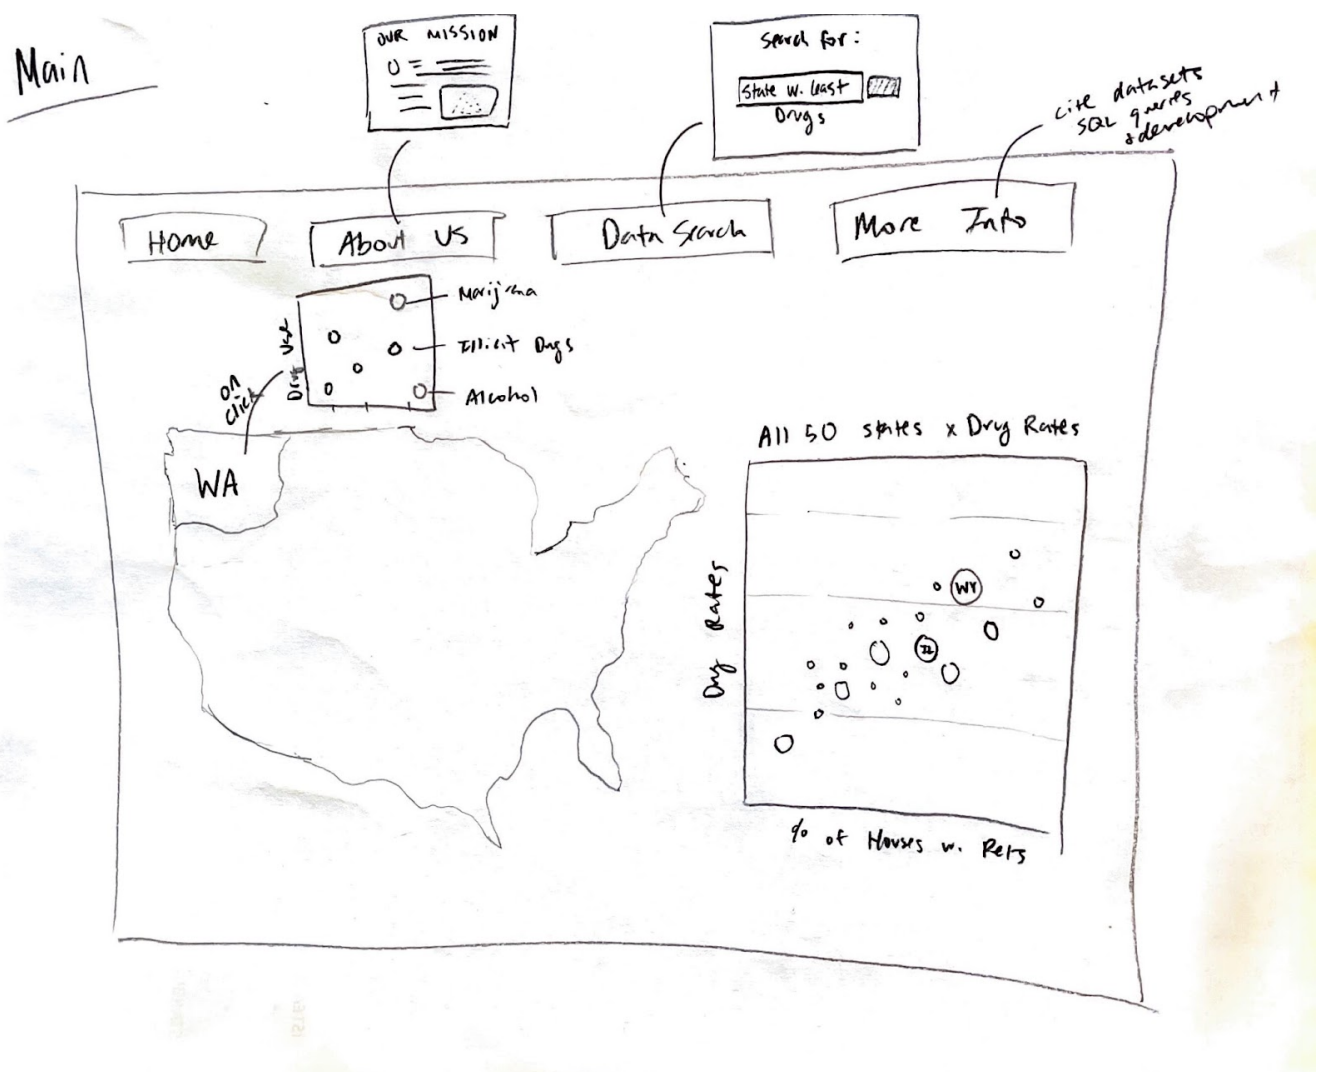 Main
OUR MISSION
Search for:
State w. least
Drugs
cite datasets
SQL queries
& development
Home
About Us
Data Search
More Info
Drug Use
Marijuana
Illicit Drugs
Alcohol
on
click
WA
All 50 states x Drug Rates
Drug Rates
WY
IL
% of Houses w. Pets